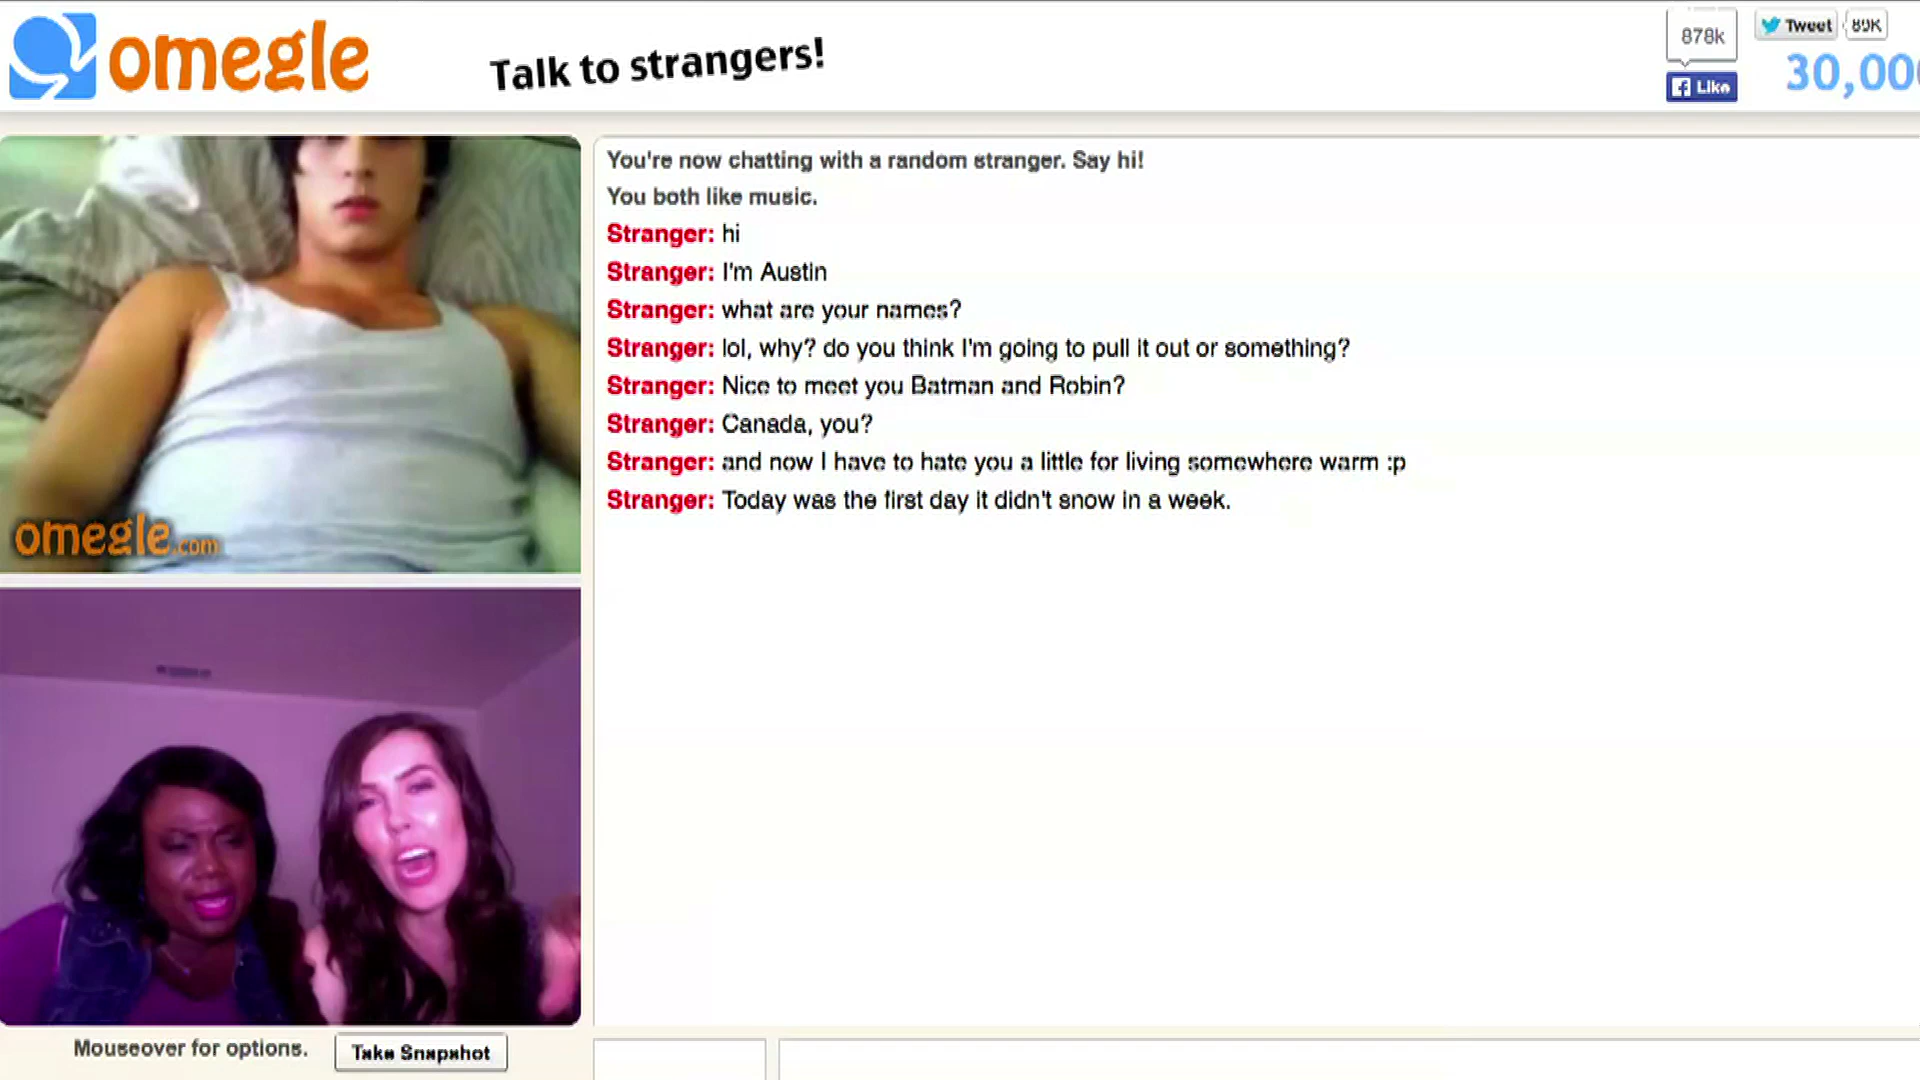 omegle
Talk to strangers!
878k
Like
Tweet
89K
30,00
You're now chatting with a random stranger. Say hi!
You both like music.
Stranger: hi
Stranger: I'm Austin
Stranger: what are your names?
Stranger: lol, why? do you think I'm going to pull it out or something?
Stranger: Nice to meet you Batman and Robin?
Stranger: Canada, you?
Stranger: and now I have to hate you a little for living somewhere warm :p
Stranger: Today was the first day it didn't snow in a week.
omegle.com
Mouseover for options.
Take Snapshot